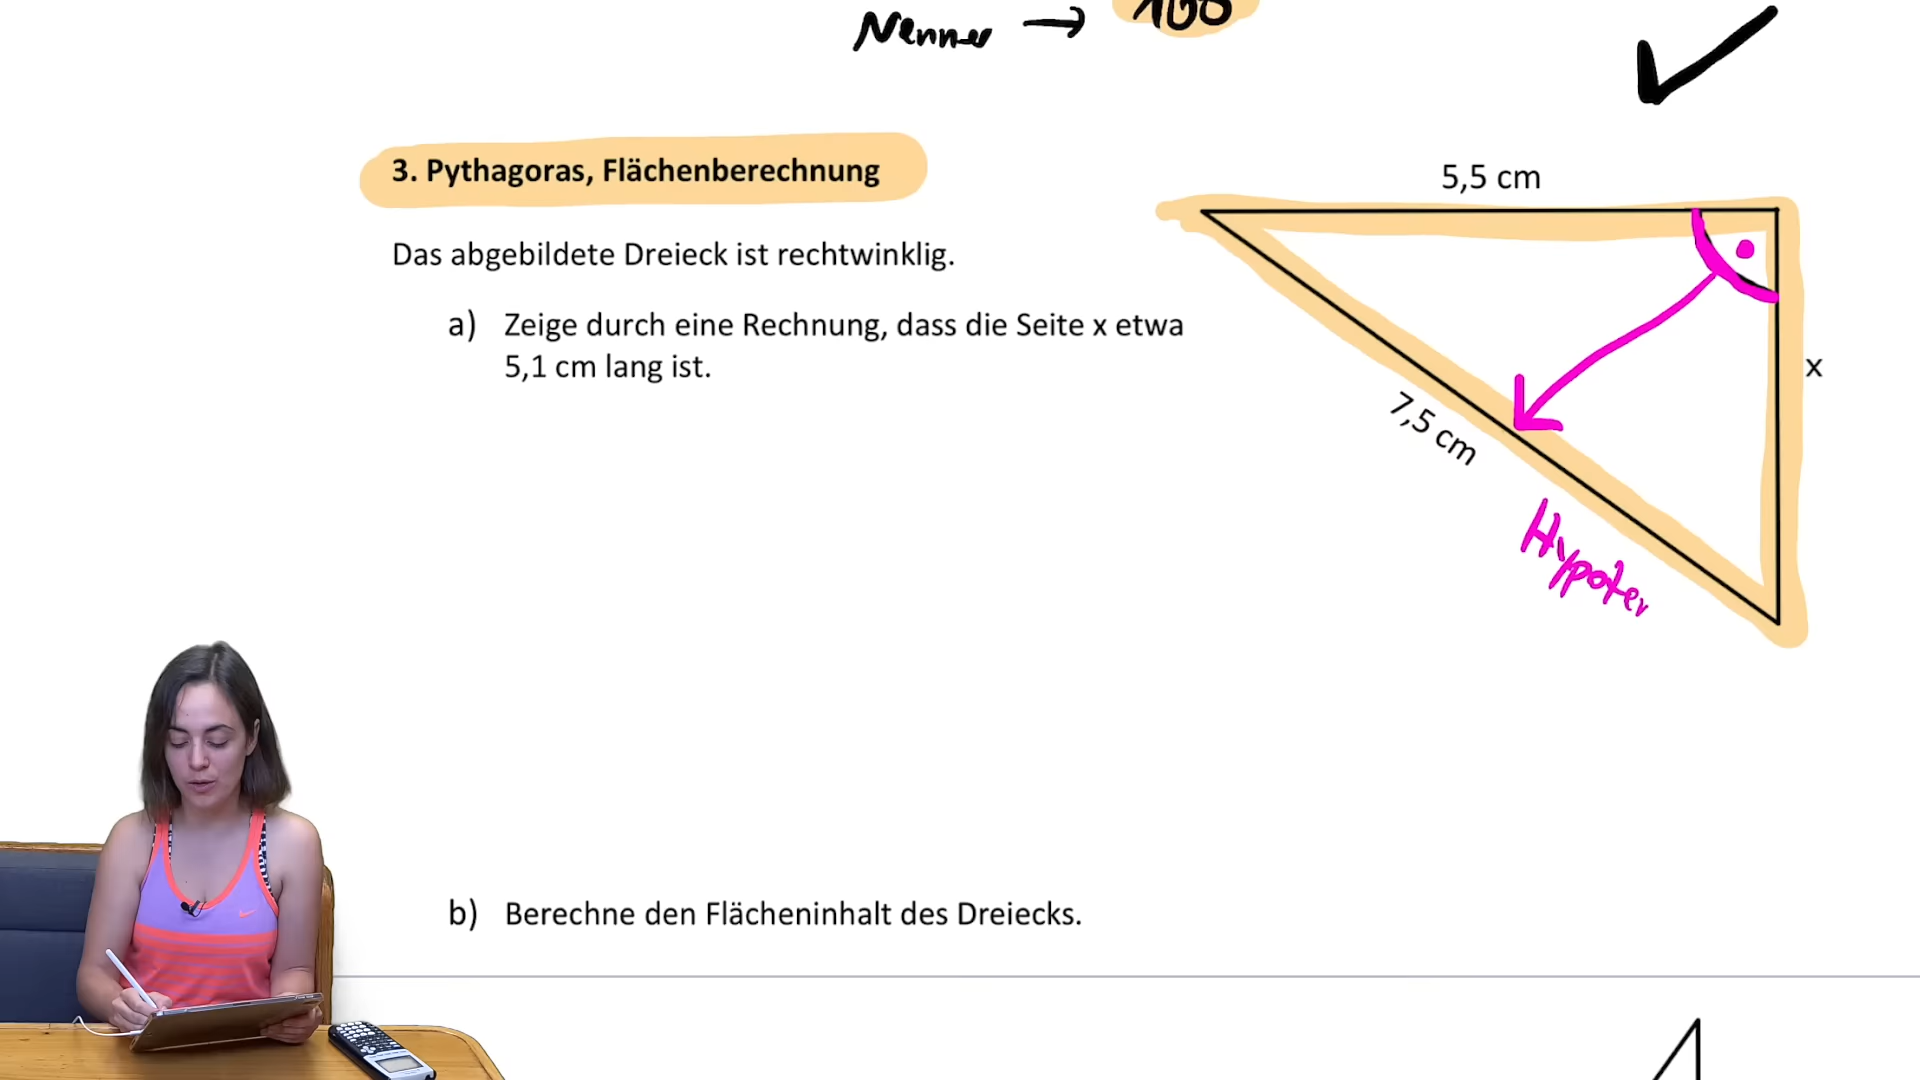 Nenner → 100
3. Pythagoras, Flächenberechnung
5,5 cm
Das abgebildete Dreieck ist rechtwinklig.
a) Zeige durch eine Rechnung, dass die Seite x etwa
5,1 cm lang ist.
x
7,5 cm
Hypoten
b) Berechne den Flächeninhalt des Dreiecks.